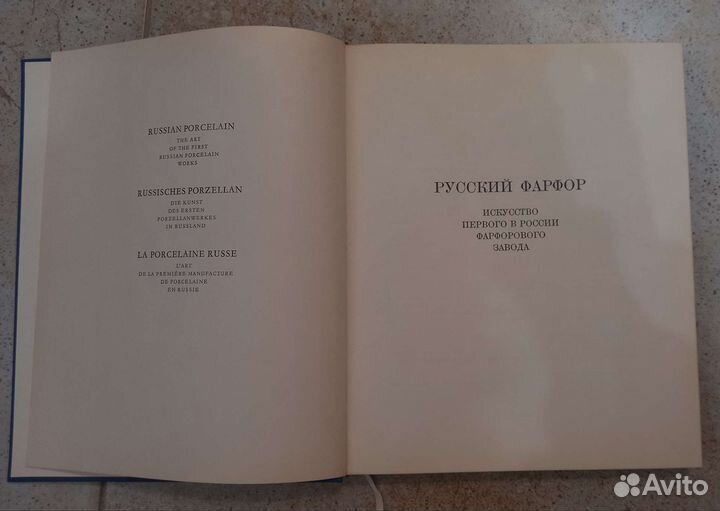 RUSSIAN PORCELAIN
THE ART
OF THE FIRST
RUSSIAN PORCELAIN
WORKS
RUSSISCHES PORZELLAN
DIE KUNST
DES ERSTEN
PORZELLANWERKES
IN RUSSLAND
LA PORCELAINE RUSSE
L'ART
DE LA PREMIÈRE MANUFACTURE
DE PORCELAINE
EN RUSSIE
РУССКИЙ ФАРФОР
ИСКУССТВО
ПЕРВОГО В РОССИИ
ФАРФОРОВОГО
ЗАВОДА
Avito